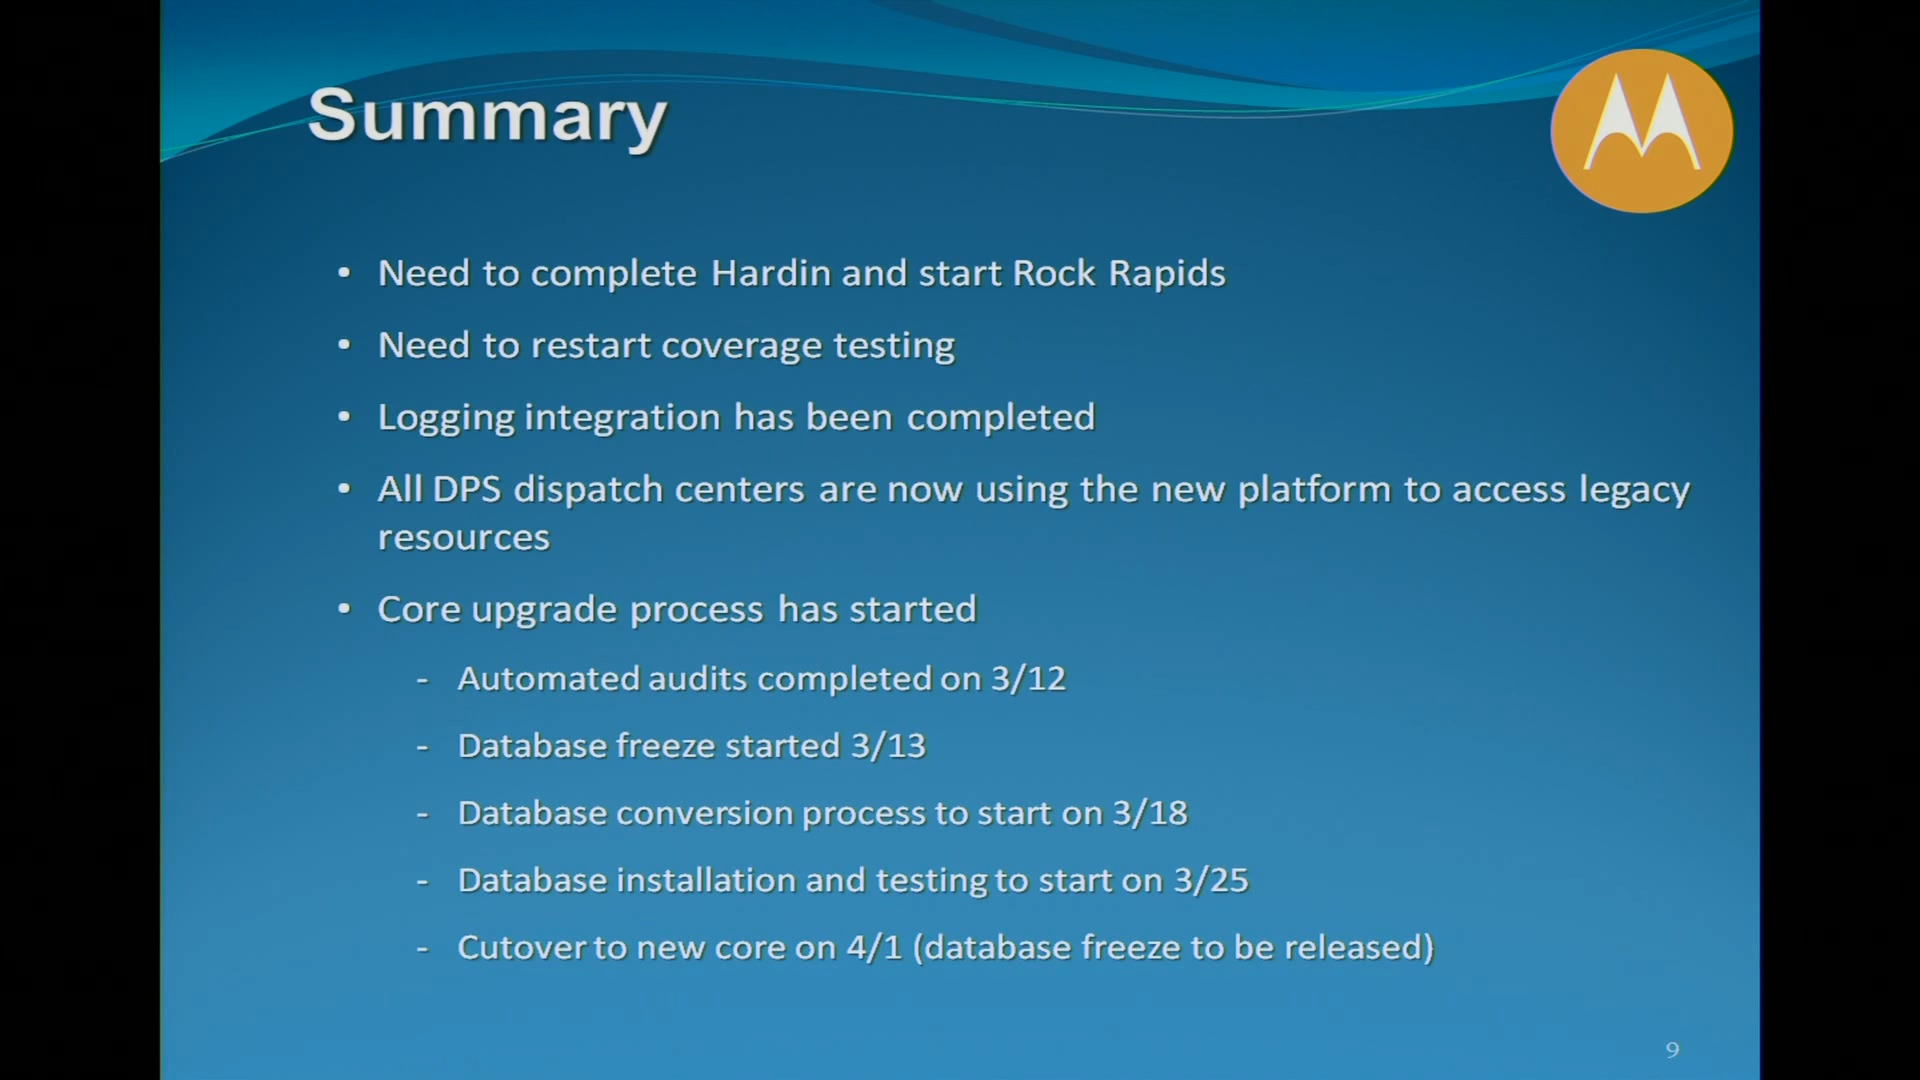 Summary
• Need to complete Hardin and start Rock Rapids
• Need to restart coverage testing
• Logging integration has been completed
• All DPS dispatch centers are now using the new platform to access legacy
resources
• Core upgrade process has started
- Automated audits completed on 3/12
- Database freeze started 3/13
- Database conversion process to start on 3/18
- Database installation and testing to start on 3/25
- Cutover to new core on 4/1 (database freeze to be released)
9